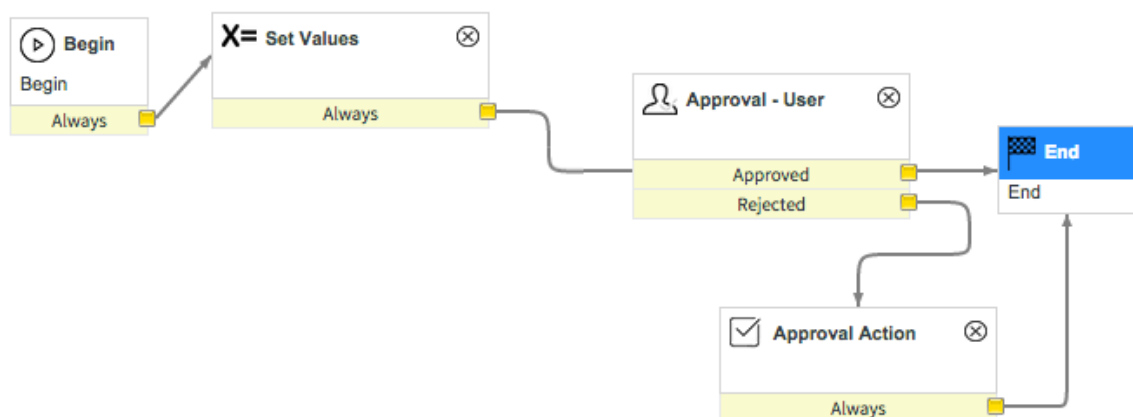 Begin
Begin
Always
X= Set Values
Always
Approval - User
Approved
Rejected
End
End
Approval Action
Always